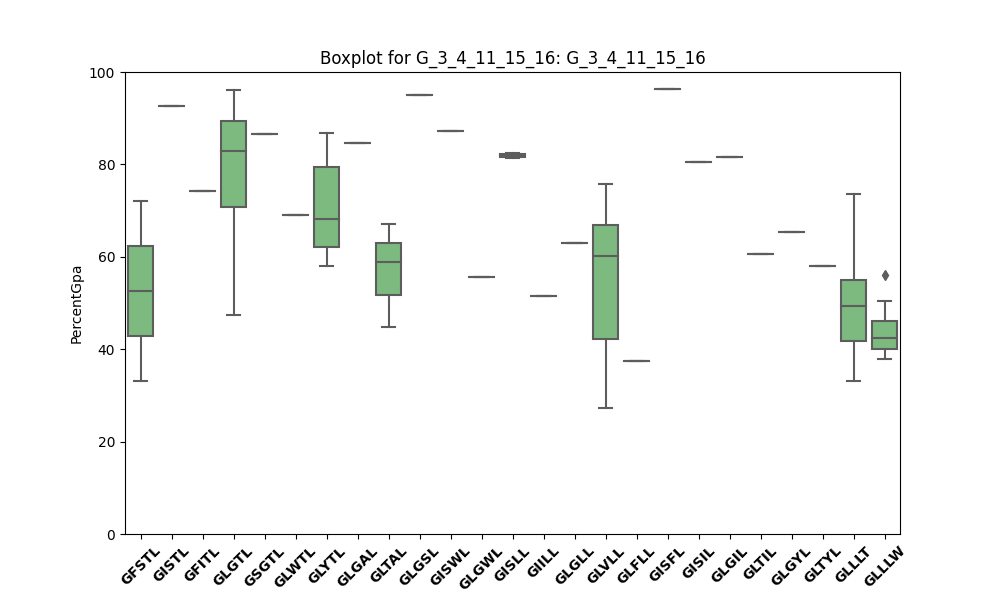 Boxplot for G_3_4_11_15_16: G_3_4_11_15_16
PercentGpa
100
80
60
40
20
0
GFSTL GISTL GFITL GLGTL GSGTL GLWTL GLYTL GLGAL GLTAL GLGSL GISWL GLGWL GISLL GIILL GLGLL GLVLL GLFLL GISFL GISIL GLGIL GLTIL GLGYL GLTYL GLLLT GLLLW